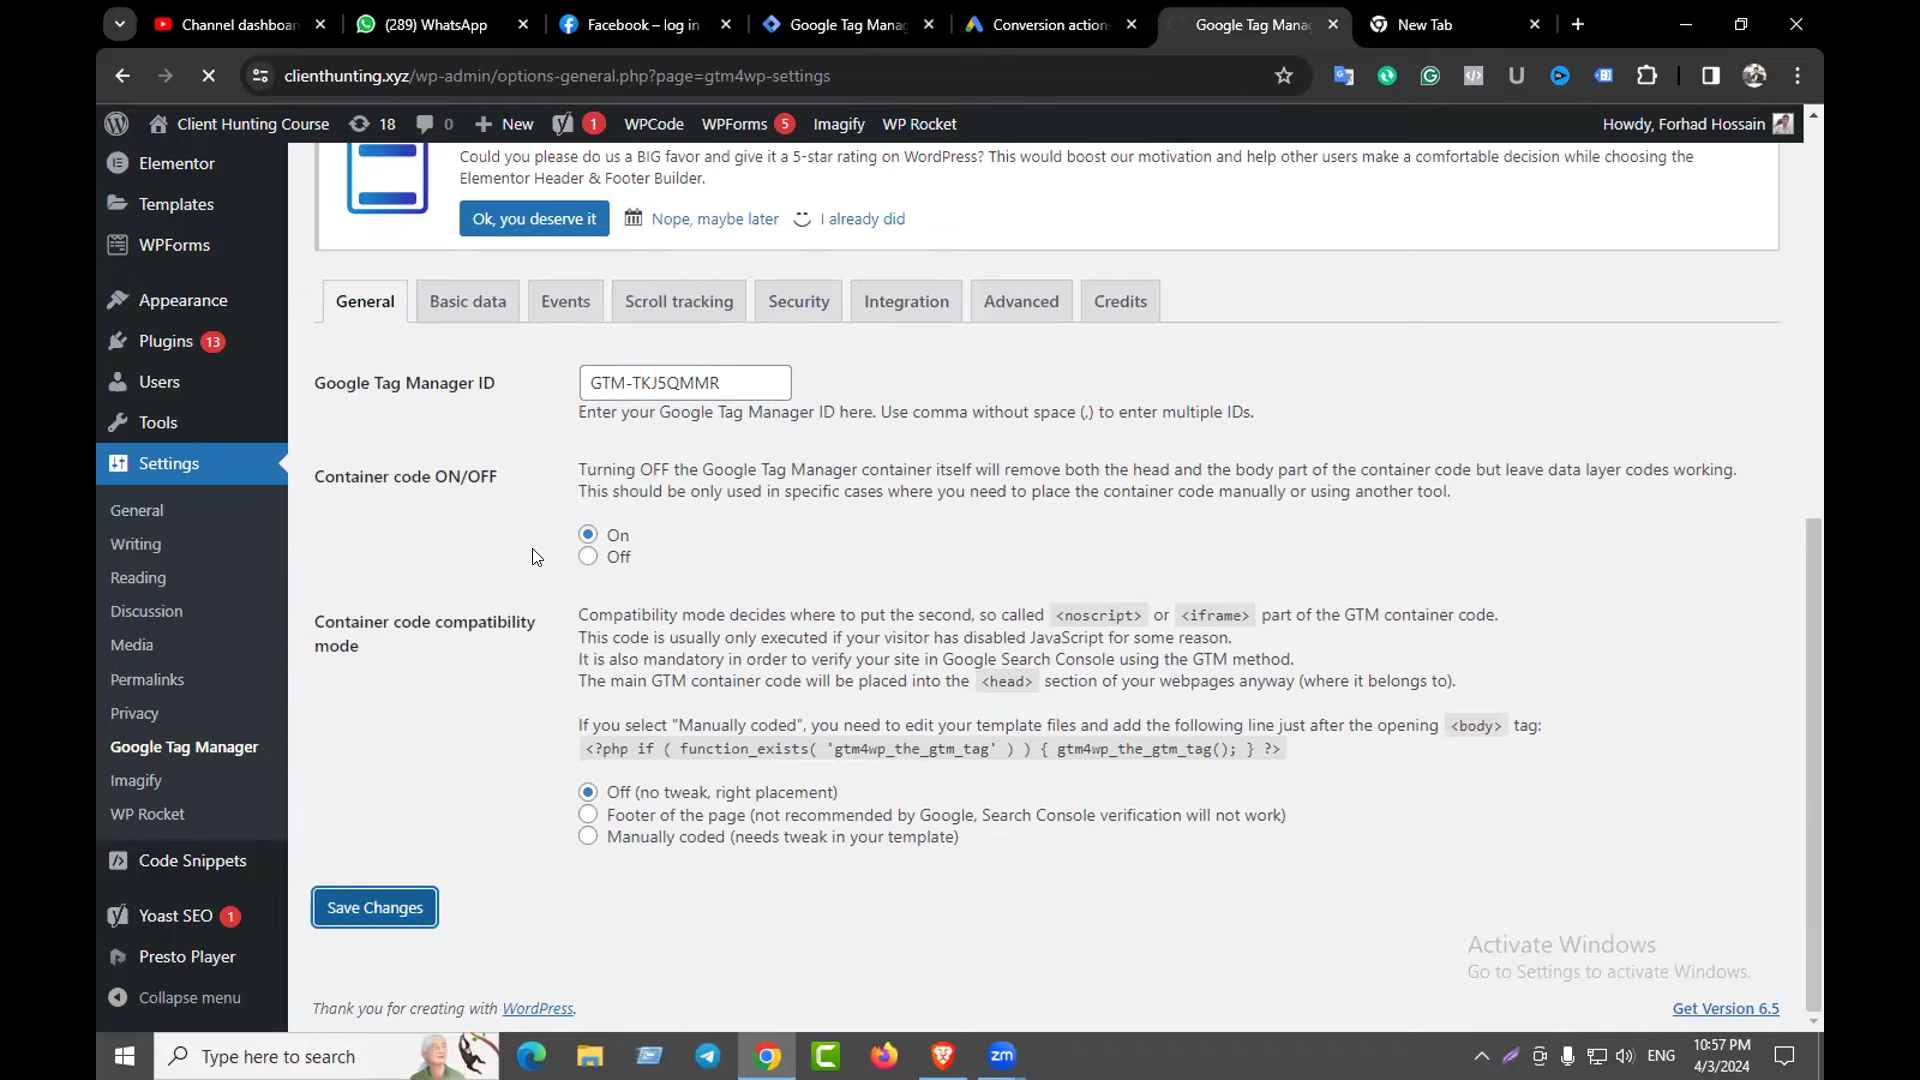 Channel dashboar
(289) WhatsApp
Facebook – log in
Google Tag Mana
Conversion actions
Google Tag Mana
New Tab
clienthunting.xyz/wp-admin/options-general.php?page=gtm4wp-settings
Client Hunting Course
18
0
New
1
WPCode
WPForms 5
Imagify
WP Rocket
Howdy, Forhad Hossain
Elementor
Templates
WPForms
Appearance
Plugins 13
Users
Tools
Settings
General
Writing
Reading
Discussion
Media
Permalinks
Privacy
Google Tag Manager
Imagify
WP Rocket
Code Snippets
Yoast SEO 1
Presto Player
Collapse menu
Could you please do us a BIG favor and give it a 5-star rating on WordPress? This would boost our motivation and help other users make a comfortable decision while choosing the
Elementor Header & Footer Builder.
Ok, you deserve it
Nope, maybe later
I already did
General
Basic data
Events
Scroll tracking
Security
Integration
Advanced
Credits
Google Tag Manager ID
GTM-TKJ5QMMR
Enter your Google Tag Manager ID here. Use comma without space (,) to enter multiple IDs.
Container code ON/OFF
Turning OFF the Google Tag Manager container itself will remove both the head and the body part of the container code but leave data layer codes working.
This should be only used in specific cases where you need to place the container code manually or using another tool.
On
Off
Container code compatibility
mode
Compatibility mode decides where to put the second, so called <noscript> or <iframe> part of the GTM container code.
This code is usually only executed if your visitor has disabled JavaScript for some reason.
It is also mandatory in order to verify your site in Google Search Console using the GTM method.
The main GTM container code will be placed into the <head> section of your webpages anyway (where it belongs to).
If you select "Manually coded", you need to edit your template files and add the following line just after the opening <body> tag:
<?php if ( function_exists( 'gtm4wp_the_gtm_tag' ) ) { gtm4wp_the_gtm_tag(); } ?>
Off (no tweak, right placement)
Footer of the page (not recommended by Google, Search Console verification will not work)
Manually coded (needs tweak in your template)
Save Changes
Activate Windows
Go to Settings to activate Windows.
Thank you for creating with WordPress.
Get Version 6.5
Type here to search
zm
ENG
10:57 PM
4/3/2024